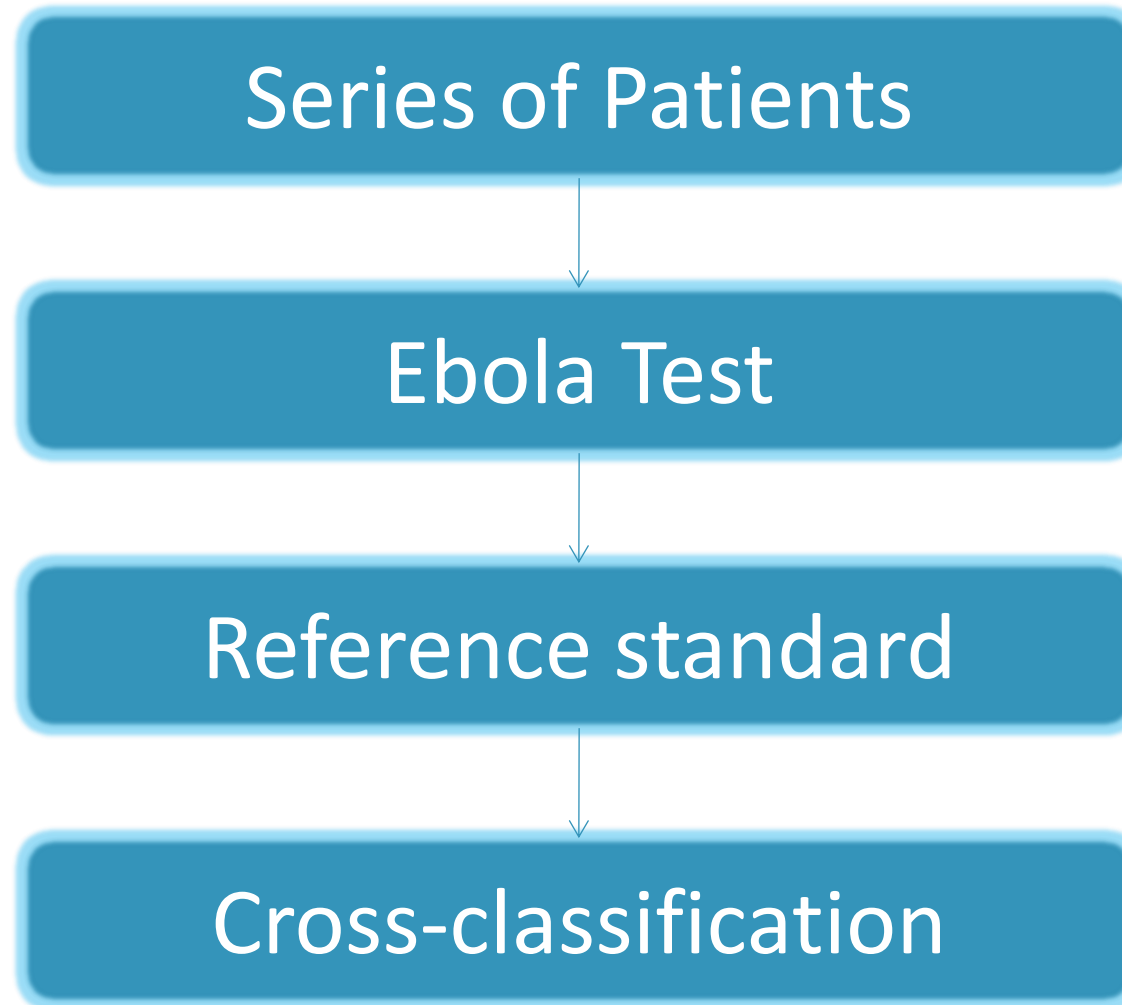 Series of Patients
Ebola Test
Reference standard
Cross-classification